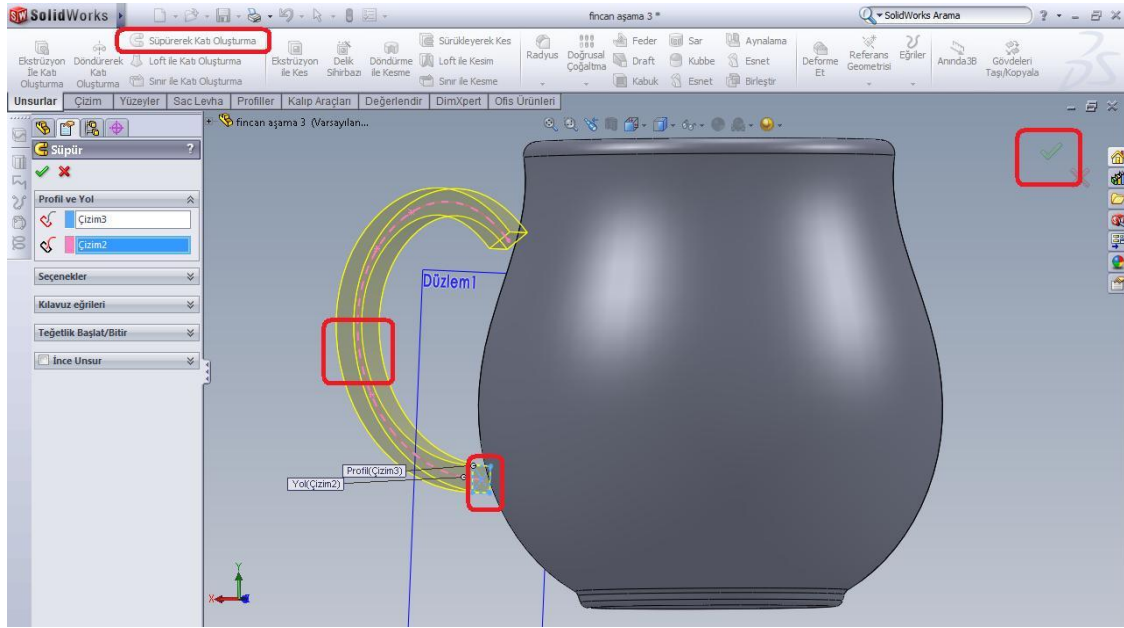 SolidWorks
fincan aşama 3 *
SolidWorks Arama
Ekstrüzyon İle Katı Oluşturma
Döndürerek Katı Oluşturma
Süpürerek Katı Oluşturma
Loft ile Katı Oluşturma
Sınır ile Katı Oluşturma
Ekstrüzyon ile Kes
Delik Sihirbazı
Döndürme ile Kesme
Sürükleyerek Kes
Loft ile Kesim
Sınır ile Kesme
Radyus
Doğrusal Çoğaltma
Feder
Draft
Kabuk
Sar
Kubbe
Esnet
Aynalama
Esnet
Birleştir
Deforme Et
Referans Geometrisi
Eğriler
Anında3B
Gövdeleri Taşı/Kopyala
Unsurlar Çizim Yüzeyler Sac Levha Profiller Kalıp Araçları Değerlendir DimXpert Ofis Ürünleri
fincan aşama 3 (Varsayılan...
Süpür ?
Profil ve Yol
Çizim3
Çizim2
Seçenekler
Kılavuz eğrileri
Teğetlik Başlat/Bitir
İnce Unsur
Düzlem1
Profil(Çizim3)
Yol(Çizim2)
Y
X